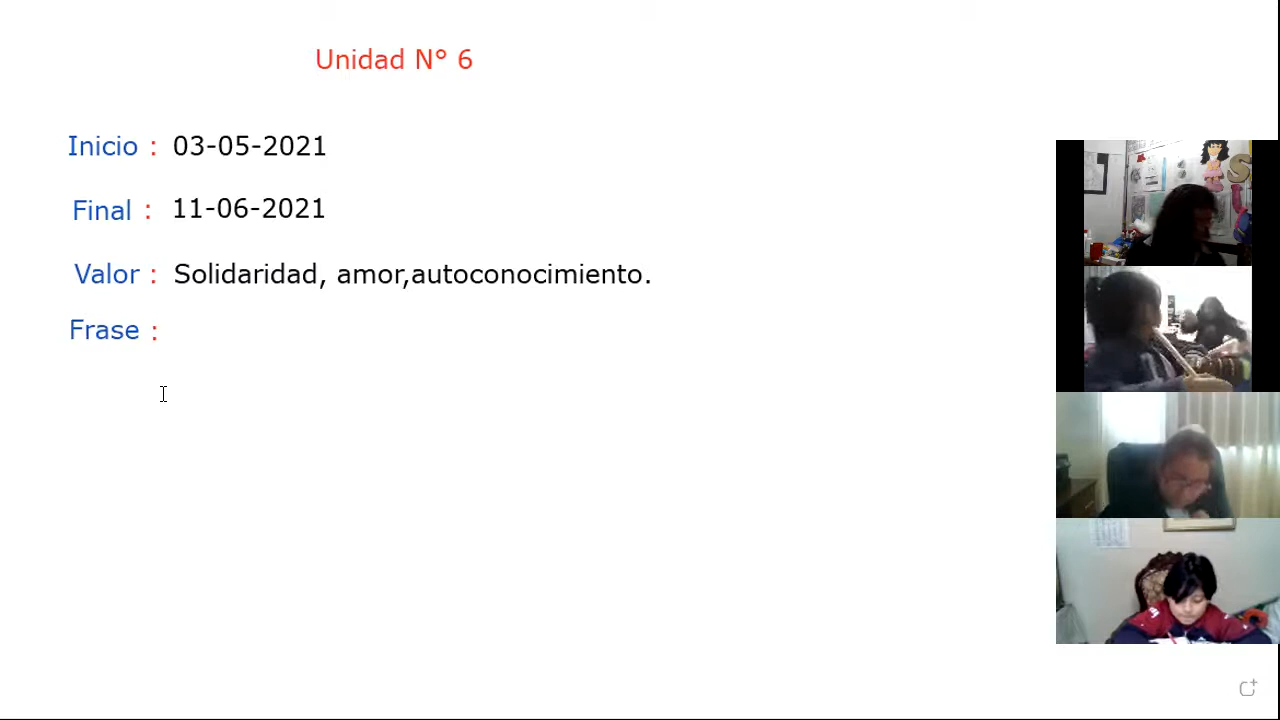 Unidad N° 6
Inicio : 03-05-2021
Final : 11-06-2021
Valor : Solidaridad, amor,autoconocimiento.
Frase :